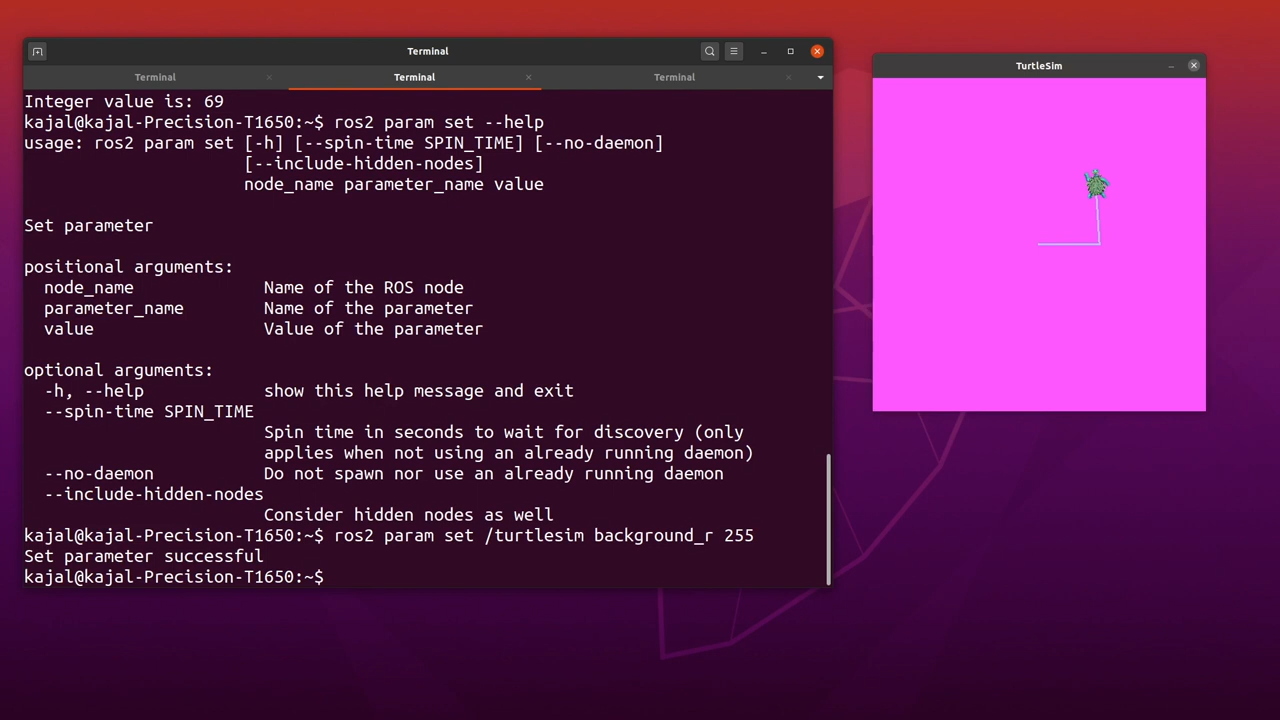 Terminal
Terminal
Terminal
Terminal
Integer value is: 69
kajal@kajal-Precision-T1650:~$ ros2 param set --help
usage: ros2 param set [-h] [--spin-time SPIN_TIME] [--no-daemon]
[--include-hidden-nodes]
node_name parameter_name value
Set parameter
positional arguments:
node_name Name of the ROS node
parameter_name Name of the parameter
value Value of the parameter
optional arguments:
-h, --help show this help message and exit
--spin-time SPIN_TIME
Spin time in seconds to wait for discovery (only
applies when not using an already running daemon)
--no-daemon Do not spawn nor use an already running daemon
--include-hidden-nodes
Consider hidden nodes as well
kajal@kajal-Precision-T1650:~$ ros2 param set /turtlesim background_r 255
Set parameter successful
kajal@kajal-Precision-T1650:~$
TurtleSim